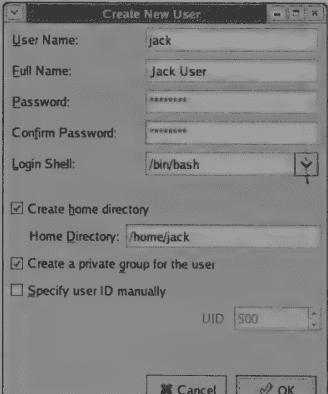 Create New User
User Name: jack
Full Name: Jack User
Password: ********
Confirm Password: ********
Login Shell: /bin/bash
Create home directory
Home Directory: /home/jack
Create a private group for the user
Specify user ID manually
UID 500
Cancel OK